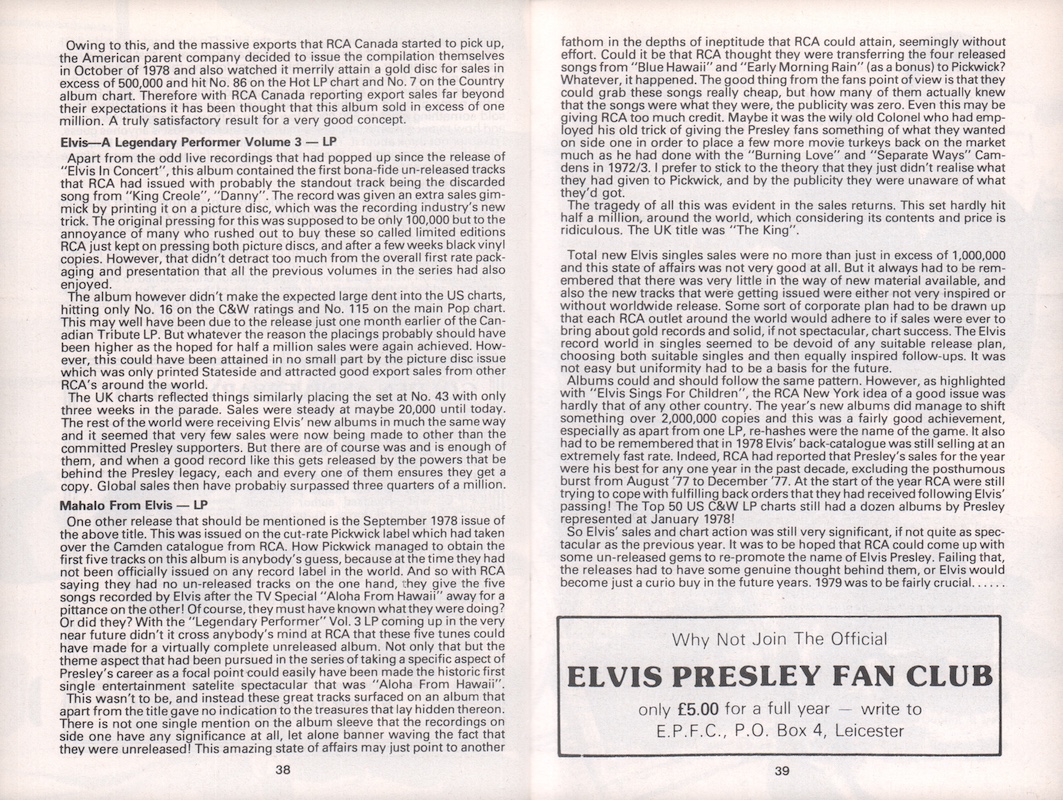 Owing to this, and the massive exports that RCA Canada started to pick up,
the American parent company decided to issue the compilation themselves
in October of 1978 and also watched it merrily attain a gold disc for sales in
excess of 500,000 and hit No. 86 on the Hot LP chart and No. 7 on the Country
album chart. Therefore with RCA Canada reporting export sales far beyond
their expectations it has been thought that this album sold in excess of one
million. A truly satisfactory result for a very good concept.
Elvis—A Legendary Performer Volume 3 — LP
Apart from the odd live recordings that had popped up since the release of
"Elvis In Concert", this album contained the first bona-fide un-released tracks
that RCA had issued with probably the standout track being the discarded
song from "King Creole", "Danny". The record was given an extra sales gim-
mick by printing it on a picture disc, which was the recording industry's new
trick. The original pressing for this was supposed to be only 100,000 but to the
annoyance of many who rushed out to buy these so called limited editions
RCA just kept on pressing both picture discs, and after a few weeks black vinyl
copies. However, that didn't detract too much from the overall first rate pack-
aging and presentation that all the previous volumes in the series had also
enjoyed.
The album however didn't make the expected large dent into the US charts,
hitting only No. 16 on the C&W ratings and No. 115 on the main Pop chart.
This may well have been due to the release just one month earlier of the Can-
adian Tribute LP. But whatever the reason the placings probably should have
been higher as the hoped for half a million sales were again achieved. How-
ever, this could have been attained in no small part by the picture disc issue
which was only printed Stateside and attracted good export sales from other
RCA's around the world.
The UK charts reflected things similarly placing the set at No. 43 with only
three weeks in the parade. Sales were steady at maybe 20,000 until today.
The rest of the world were receiving Elvis' new albums in much the same way
and it seemed that very few sales were now being made to other than the
committed Presley supporters. But there are of course was and is enough of
them, and when a good record like this gets released by the powers that be
behind the Presley legacy, each and every one of them ensures they get a
copy. Global sales then have probably surpassed three quarters of a million.
Mahalo From Elvis — LP
One other release that should be mentioned is the September 1978 issue of
the above title. This was issued on the cut-rate Pickwick label which had taken
over the Camden catalogue from RCA. How Pickwick managed to obtain the
first five tracks on this album is anybody's guess, because at the time they had
not been officially issued on any record label in the world. And so with RCA
saying they had no un-released tracks on the one hand, they give the five
songs recorded by Elvis after the TV Special "Aloha From Hawaii" away for a
pittance on the other! Of course, they must have known what they were doing?
Or did they? With the "Legendary Performer" Vol. 3 LP coming up in the very
near future didn't it cross anybody's mind at RCA that these five tunes could
have made for a virtually complete unreleased album. Not only that but the
theme aspect that had been pursued in the series of taking a specific aspect of
Presley's career as a focal point could easily have been made the historic first
single entertainment satelite spectacular that was "Aloha From Hawaii".
This wasn't to be, and instead these great tracks surfaced on an album that
apart from the title gave no indication to the treasures that lay hidden thereon.
There is not one single mention on the album sleeve that the recordings on
side one have any significance at all, let alone banner waving the fact that
they were unreleased! This amazing state of affairs may just point to another
38
fathom in the depths of ineptitude that RCA could attain, seemingly without
effort. Could it be that RCA thought they were transferring the four released
songs from "Blue Hawaii" and "Early Morning Rain" (as a bonus) to Pickwick?
Whatever, it happened. The good thing from the fans point of view is that they
could grab these songs really cheap, but how many of them actually knew
that the songs were what they were, the publicity was zero. Even this may be
giving RCA too much credit. Maybe it was the wily old Colonel who had emp-
loyed his old trick of giving the Presley fans something of what they wanted
on side one in order to place a few more movie turkeys back on the market
much as he had done with the "Burning Love" and "Separate Ways" Cam-
dens in 1972/3. I prefer to stick to the theory that they just didn't realise what
they had given to Pickwick, and by the publicity they were unaware of what
they'd got.
The tragedy of all this was evident in the sales returns. This set hardly hit
half a million, around the world, which considering its contents and price is
ridiculous. The UK title was "The King".
Total new Elvis singles sales were no more than just in excess of 1,000,000
and this state of affairs was not very good at all. But it always had to be rem-
embered that there was very little in the way of new material available, and
also the new tracks that were getting issued were either not very inspired or
without worldwide release. Some sort of corporate plan had to be drawn up
that each RCA outlet around the world would adhere to if sales were ever to
bring about gold records and solid, if not spectacular, chart success. The Elvis
record world in singles seemed to be devoid of any suitable release plan,
choosing both suitable singles and then equally inspired follow-ups. It was
not easy but uniformity had to be a basis for the future.
Albums could and should follow the same pattern. However, as highlighted
with "Elvis Sings For Children", the RCA New York idea of a good issue was
hardly that of any other country. The year's new albums did manage to shift
something over 2,000,000 copies and this was a fairly good achievement,
especially as apart from one LP, re-hashes were the name of the game. It also
had to be remembered that in 1978 Elvis' back-catalogue was still selling at an
extremely fast rate. Indeed, RCA had reported that Presley's sales for the year
were his best for any one year in the past decade, excluding the posthumous
burst from August '77 to December '77. At the start of the year RCA were still
trying to cope with fulfilling back orders that they had received following Elvis'
passing! The Top 50 US C&W LP charts still had a dozen albums by Presley
represented at January 1978!
So Elvis' sales and chart action was still very significant, if not quite as spec-
tacular as the previous year. It was to be hoped that RCA could come up with
some un-released gems to re-promote the name of Elvis Presley. Failing that,
the releases had to have some genuine thought behind them, or Elvis would
become just a curio buy in the future years. 1979 was to be fairly crucial......
Why Not Join The Official
ELVIS PRESLEY FAN CLUB
only £5.00 for a full year — write to
E.P.F.C., P.O. Box 4, Leicester
39